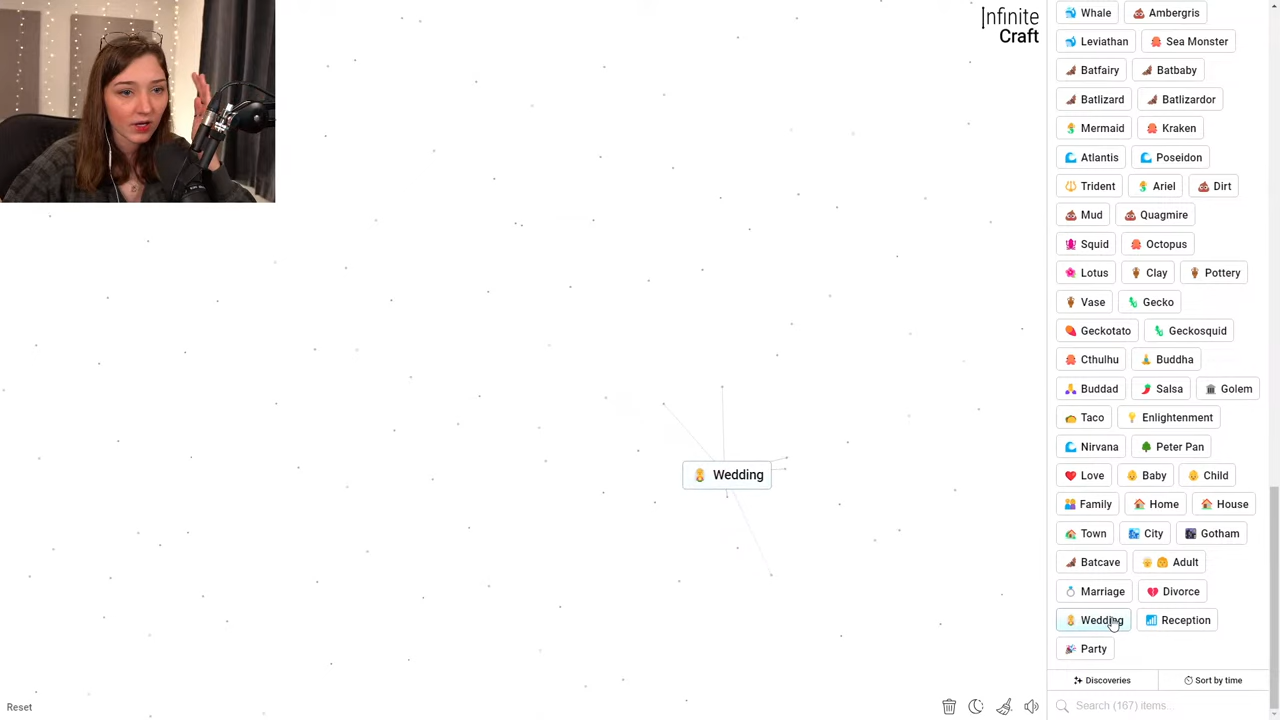 Infinite
Craft
Whale Ambergris
Leviathan Sea Monster
Batfairy Batbaby
Batlizard Batlizardor
Mermaid Kraken
Atlantis Poseidon
Trident Ariel Dirt
Mud Quagmire
Squid Octopus
Lotus Clay Pottery
Vase Gecko
Geckotato Geckosquid
Cthulhu Buddha
Buddad Salsa Golem
Taco Enlightenment
Wedding
Nirvana Peter Pan
Love Baby Child
Family Home House
Town City Gotham
Batcave Adult
Marriage Divorce
Wedding Reception
Party
Discoveries Sort by time
Reset
Search (167) items...